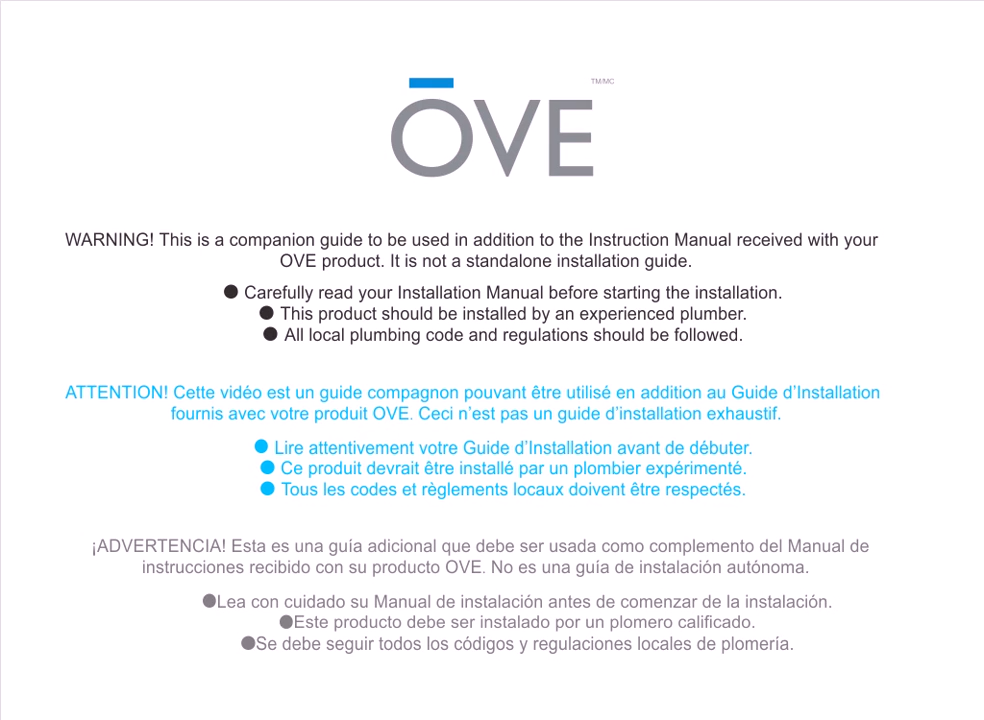 TM/MC
ŌVE
WARNING! This is a companion guide to be used in addition to the Instruction Manual received with your
OVE product. It is not a standalone installation guide.
● Carefully read your Installation Manual before starting the installation.
● This product should be installed by an experienced plumber.
● All local plumbing code and regulations should be followed.
ATTENTION! Cette vidéo est un guide compagnon pouvant être utilisé en addition au Guide d’Installation
fournis avec votre produit OVE. Ceci n’est pas un guide d’installation exhaustif.
● Lire attentivement votre Guide d’Installation avant de débuter.
● Ce produit devrait être installé par un plombier expérimenté.
● Tous les codes et règlements locaux doivent être respectés.
¡ADVERTENCIA! Esta es una guía adicional que debe ser usada como complemento del Manual de
instrucciones recibido con su producto OVE. No es una guía de instalación autónoma.
●Lea con cuidado su Manual de instalación antes de comenzar de la instalación.
●Este producto debe ser instalado por un plomero calificado.
●Se debe seguir todos los códigos y regulaciones locales de plomería.